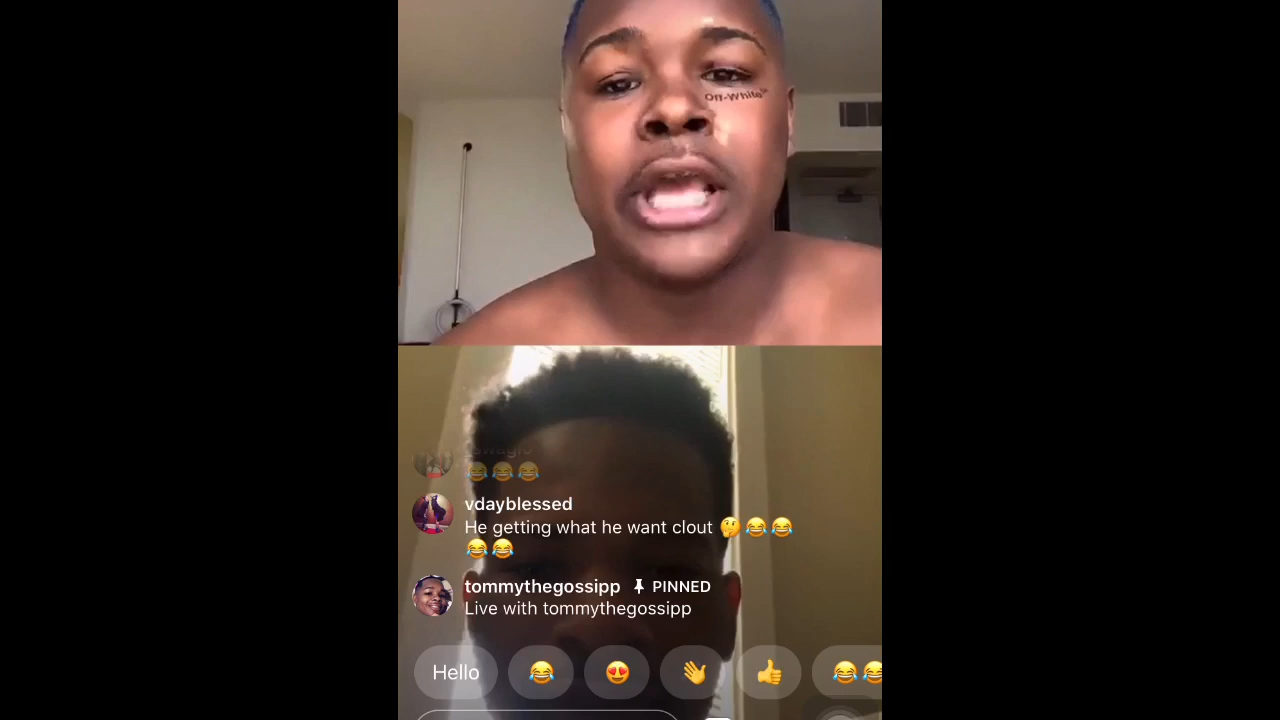 "Off-White"
😂😂😂
vdayblessed
He getting what he want clout 🤔😂😂
😂😂
tommythegossipp 📌 PINNED
Live with tommythegossipp
Hello 😂 😍 👋 👍 😂😂